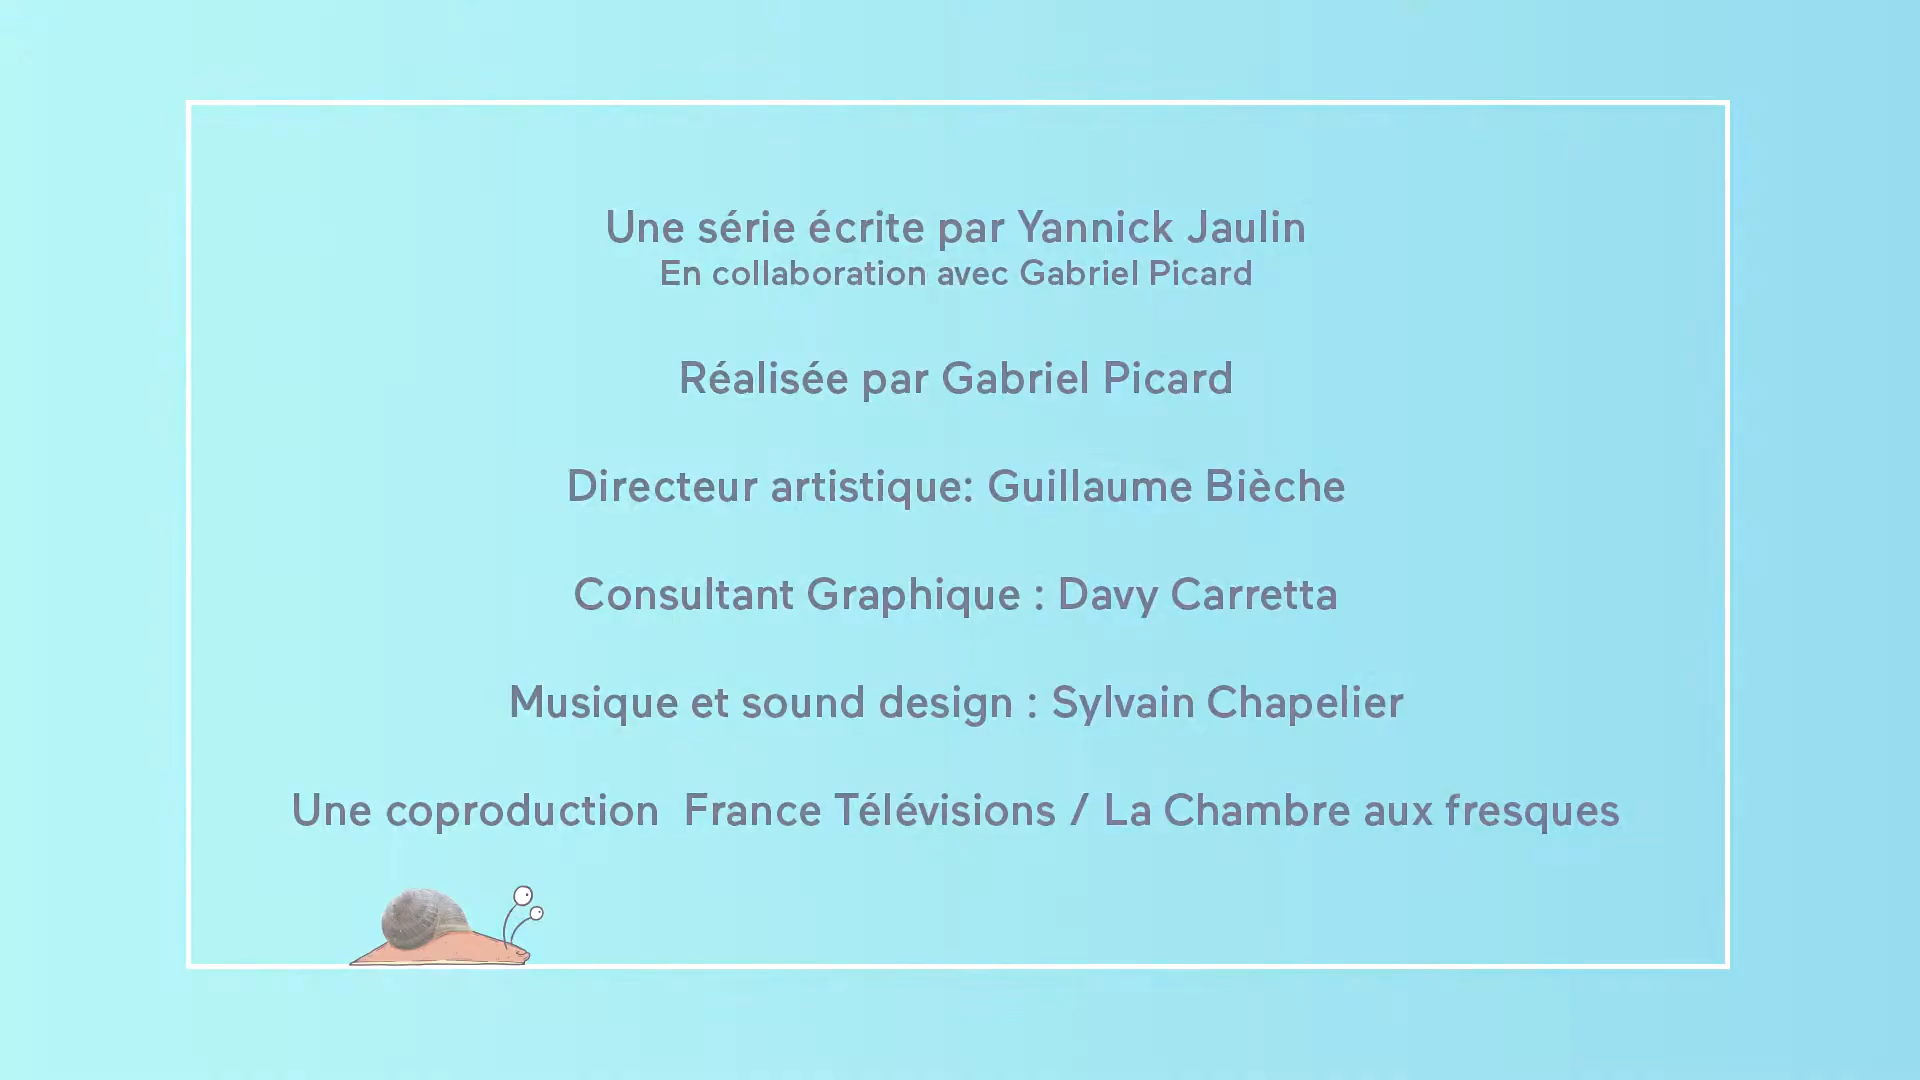 Une série écrite par Yannick Jaulin
En collaboration avec Gabriel Picard
Réalisée par Gabriel Picard
Directeur artistique: Guillaume Bièche
Consultant Graphique : Davy Carretta
Musique et sound design : Sylvain Chapelier
Une coproduction  France Télévisions / La Chambre aux fresques